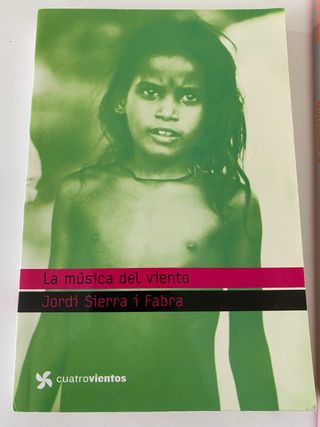 La música del viento
Jordi Sierra i Fabra
cuatrovientos